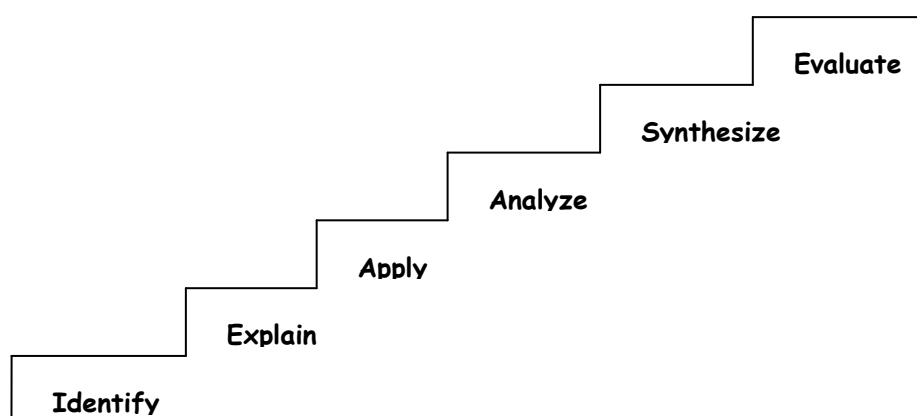 Evaluate
Synthesize
Analyze
Apply
Explain
Identify